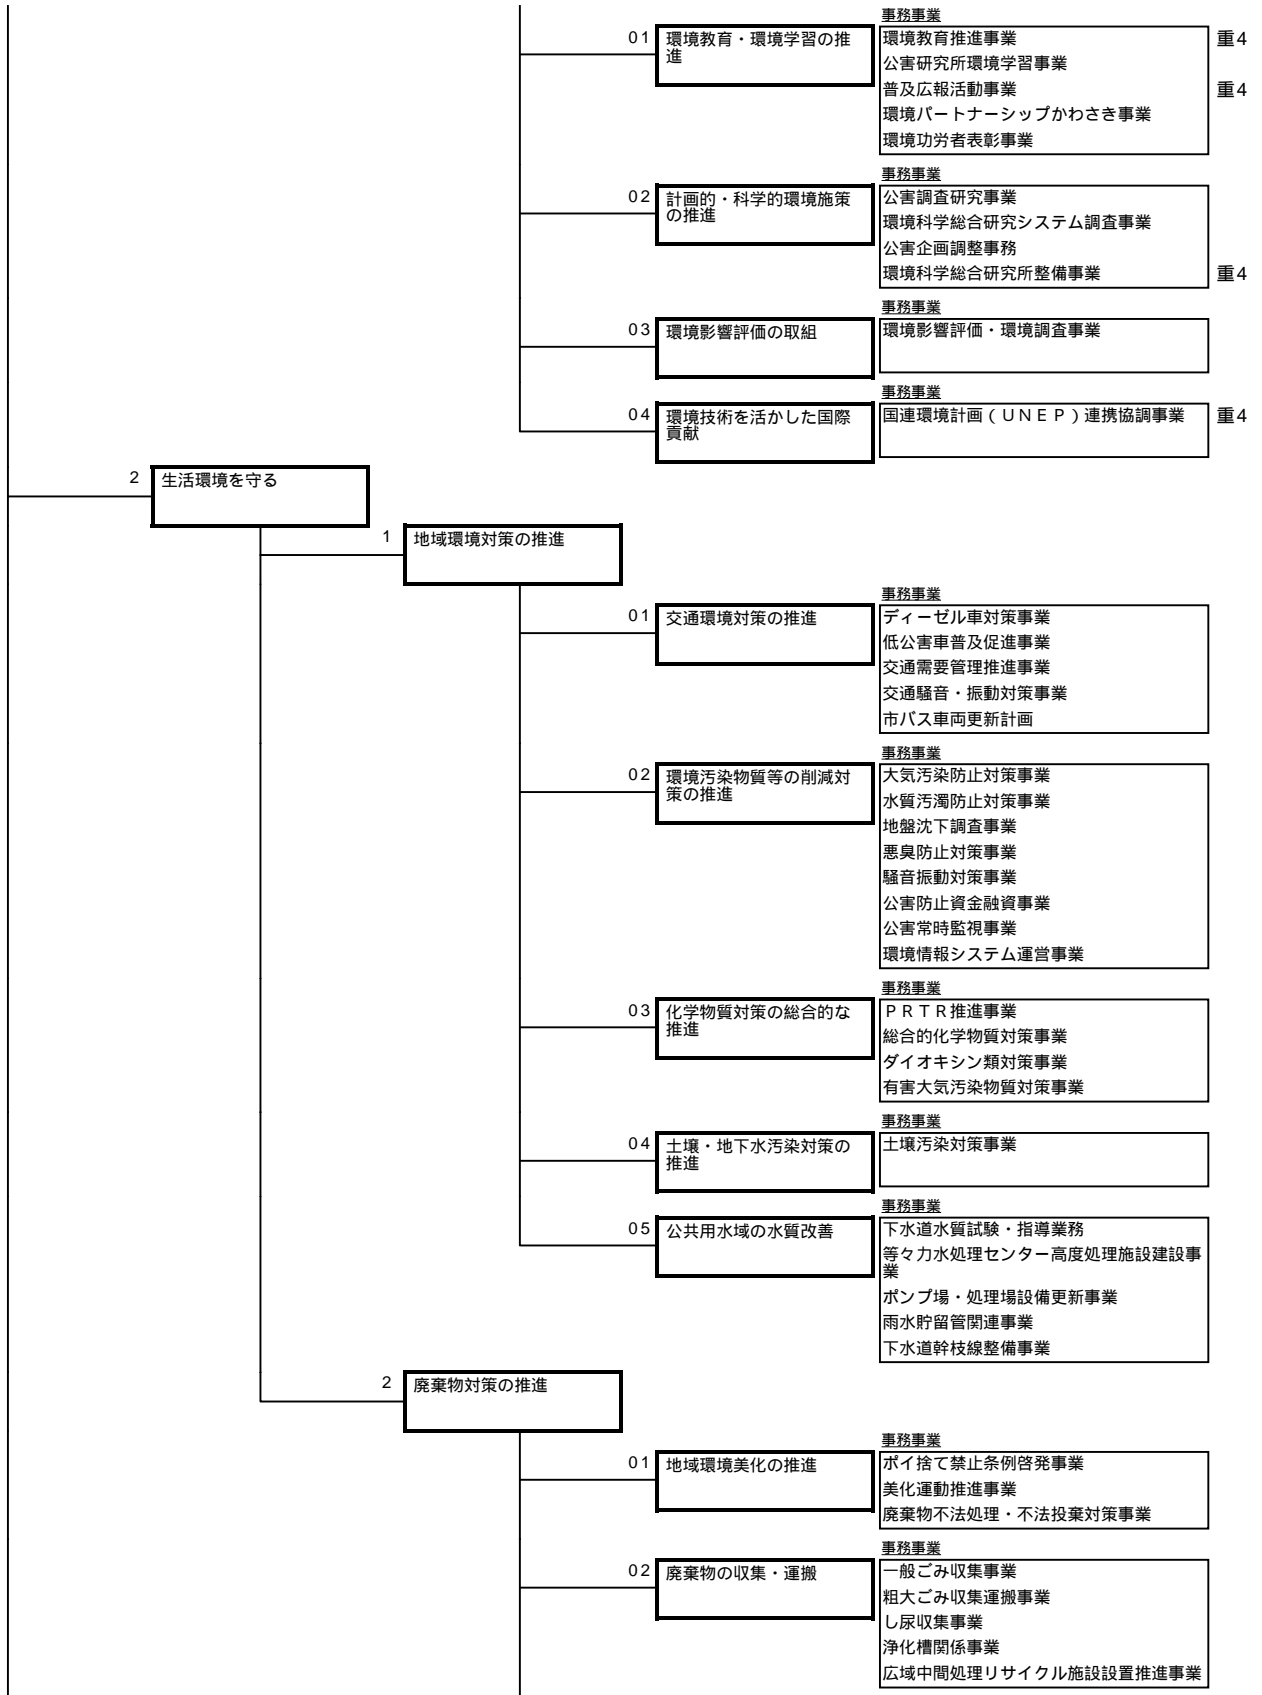 事務事業
01 環境教育・環境学習の推
進
環境教育推進事業 重4
公害研究所環境学習事業
普及広報活動事業 重4
環境パートナーシップかわさき事業
環境功労者表彰事業
事務事業
02 計画的・科学的環境施策
の推進
公害調査研究事業
環境科学総合研究システム調査事業
公害企画調整事務
環境科学総合研究所整備事業 重4
事務事業
03 環境影響評価の取組
環境影響評価・環境調査事業
事務事業
04 環境技術を活かした国際
貢献
国連環境計画（ＵＮＥＰ）連携協調事業 重4
2 生活環境を守る
1 地域環境対策の推進
事務事業
01 交通環境対策の推進
ディーゼル車対策事業
低公害車普及促進事業
交通需要管理推進事業
交通騒音・振動対策事業
市バス車両更新計画
事務事業
02 環境汚染物質等の削減対
策の推進
大気汚染防止対策事業
水質汚濁防止対策事業
地盤沈下調査事業
悪臭防止対策事業
騒音振動対策事業
公害防止資金融資事業
公害常時監視事業
環境情報システム運営事業
事務事業
03 化学物質対策の総合的な
推進
ＰＲＴＲ推進事業
総合的化学物質対策事業
ダイオキシン類対策事業
有害大気汚染物質対策事業
事務事業
04 土壌・地下水汚染対策の
推進
土壌汚染対策事業
事務事業
05 公共用水域の水質改善
下水道水質試験・指導業務
等々力水処理センター高度処理施設建設事
業
ポンプ場・処理場設備更新事業
雨水貯留管関連事業
下水道幹枝線整備事業
2 廃棄物対策の推進
事務事業
01 地域環境美化の推進
ポイ捨て禁止条例啓発事業
美化運動推進事業
廃棄物不法処理・不法投棄対策事業
事務事業
02 廃棄物の収集・運搬
一般ごみ収集事業
粗大ごみ収集運搬事業
し尿収集事業
浄化槽関係事業
広域中間処理リサイクル施設設置推進事業